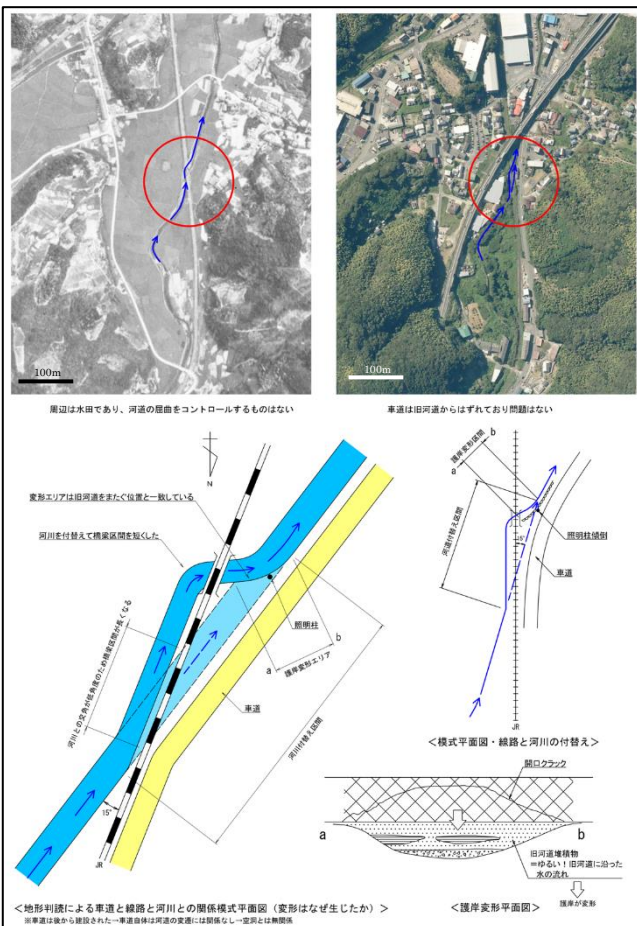 100m
100m
周辺は水田であり、河道の屈曲をコントロールするものはない
車道は旧河道からはずれており問題はない
N
変形エリアは旧河道をまたぐ位置と一致している
河川を付替えて橋梁区間を短くした
河川との交角が低角度のため橋梁区間が長くなる
照明柱
a
b
護岸変形エリア
車道
河川付替え区間
15°
JR
<地形判読による車道と線路と河川との関係模式平面図(変形はなぜ生じたか)
※車道は後から建設された→車道自体は河道の変遷には関係なし→空洞とは無関係
b
護岸変形区間
a
河道付替え区間
照明柱傾倒
15°
車道
JR
<模式平面図・線路と河川の付替え>
開口クラック
a
b
旧河道堆積物
=ゆるい!旧河道に沿った
水の流れ
護岸が変形
<護岸変形平面図>